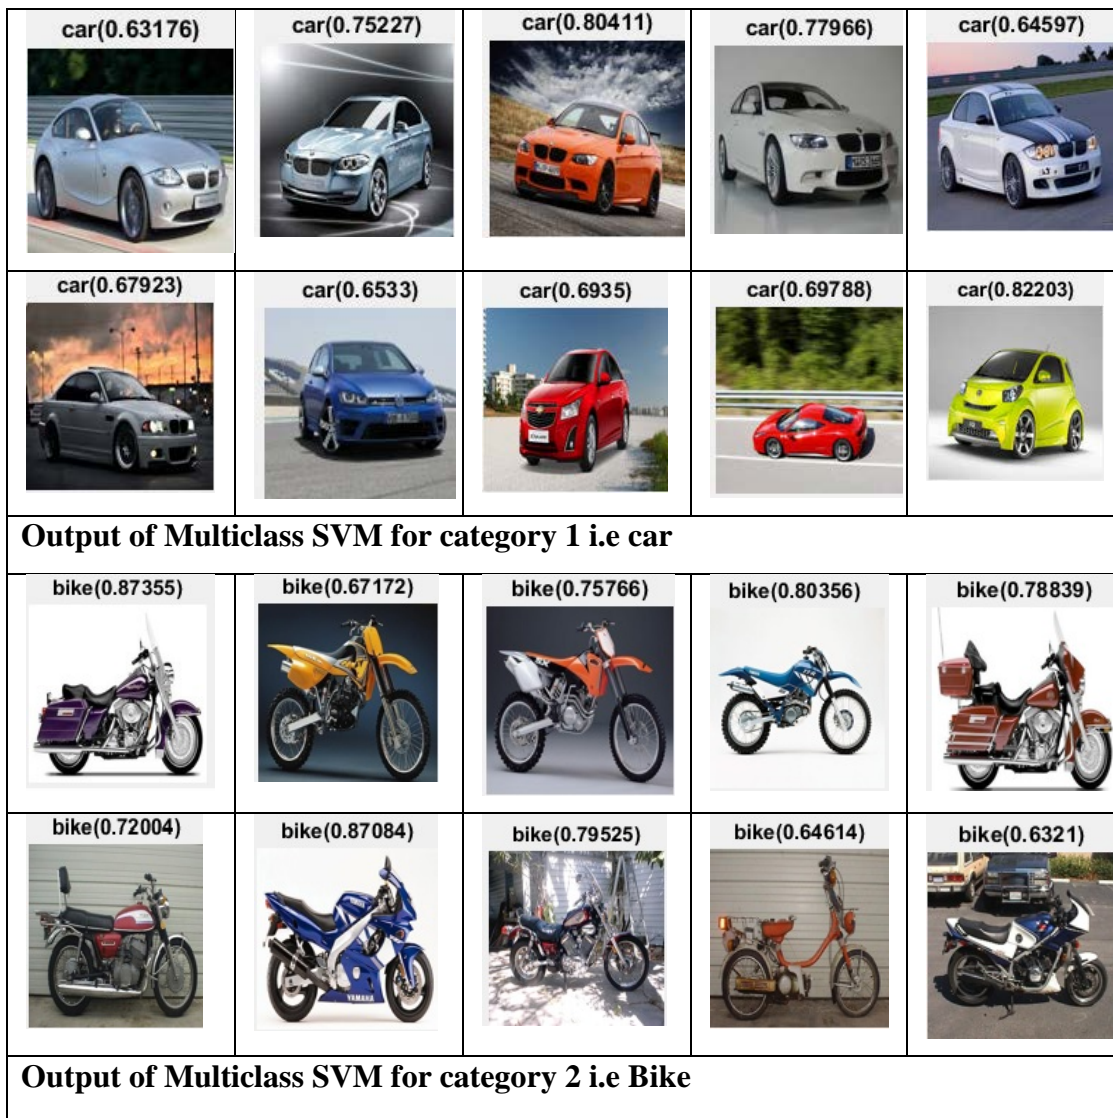 car(0.63176)
car(0.75227)
car(0.80411)
car(0.77966)
car(0.64597)
car(0.67923)
car(0.6533)
car(0.6935)
car(0.69788)
car(0.82203)
Output of Multiclass SVM for category 1 i.e car
bike(0.87355)
bike(0.67172)
bike(0.75766)
bike(0.80356)
bike(0.78839)
bike(0.72004)
bike(0.87084)
YAMAHA
bike(0.79525)
bike(0.64614)
bike(0.6321)
Output of Multiclass SVM for category 2 i.e Bike